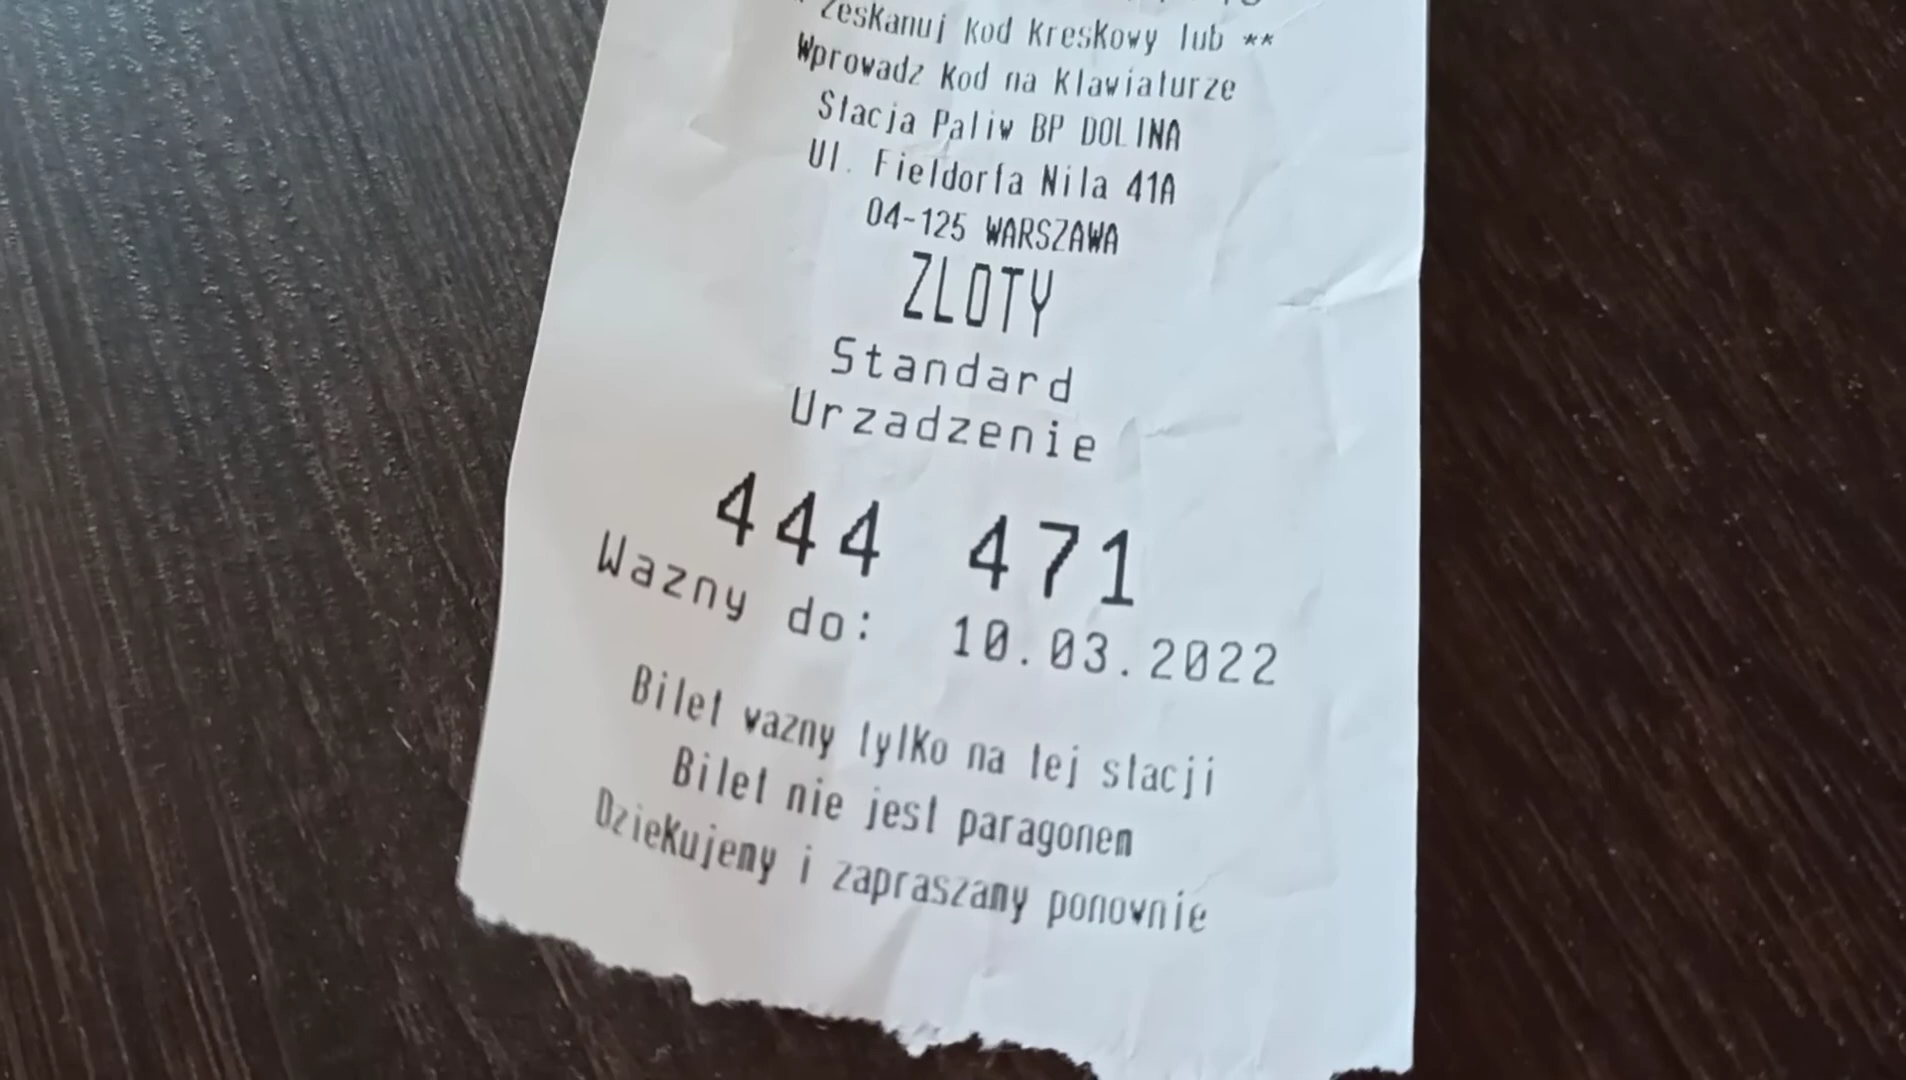 Zeskanuj kod kreskowy lub **
Wprowadz kod na klawiaturze
Stacja Paliw BP DOLINA
Ul. Fieldorfa Nila 41A
04-125 WARSZAWA
ZLOTY
Standard
Urzadzenie
444 471
Wazny do: 10.03.2022
Bilet wazny tylko na tej stacji
Bilet nie jest paragonem
Dziekujemy i zapraszamy ponownie